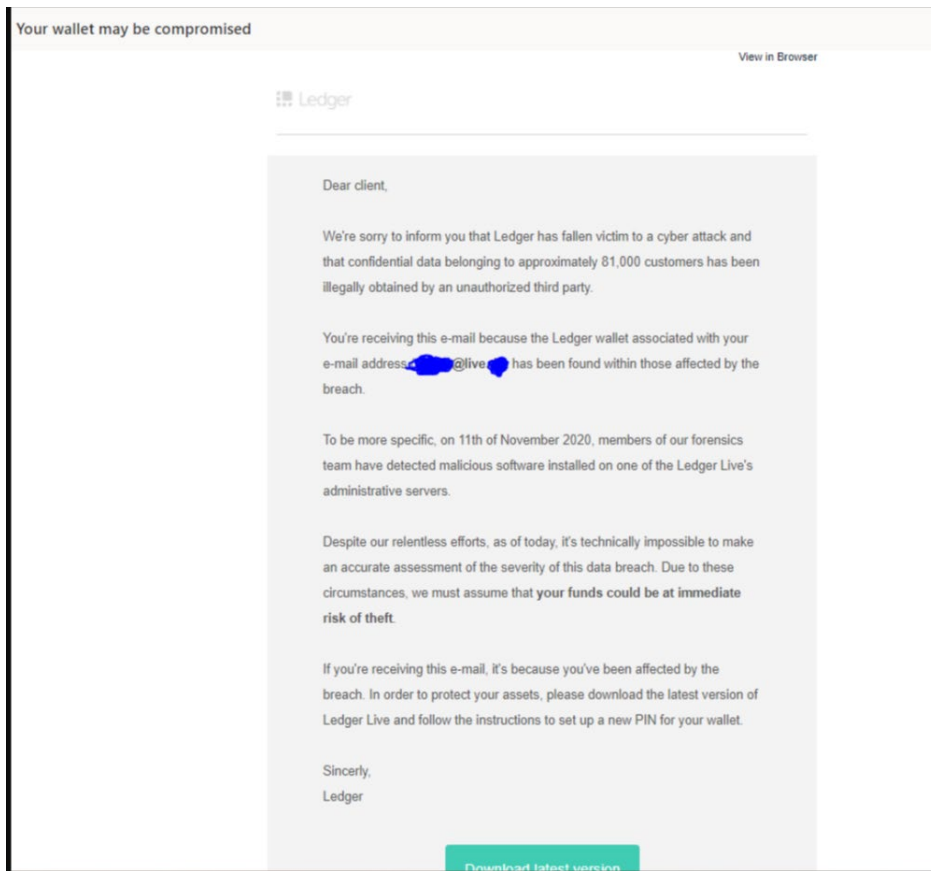 Your wallet may be compromised
View in Browser
Ledger
Dear client,
We're sorry to inform you that Ledger has fallen victim to a cyber attack and
that confidential data belonging to approximately 81,000 customers has been
illegally obtained by an unauthorized third party.
You're receiving this e-mail because the Ledger wallet associated with your
e-mail address @live. has been found within those affected by the
breach.
To be more specific, on 11th of November 2020, members of our forensics
team have detected malicious software installed on one of the Ledger Live's
administrative servers.
Despite our relentless efforts, as of today, it's technically impossible to make
an accurate assessment of the severity of this data breach. Due to these
circumstances, we must assume that your funds could be at immediate
risk of theft.
If you're receiving this e-mail, it's because you've been affected by the
breach. In order to protect your assets, please download the latest version of
Ledger Live and follow the instructions to set up a new PIN for your wallet.
Sincerly,
Ledger
Download latest version